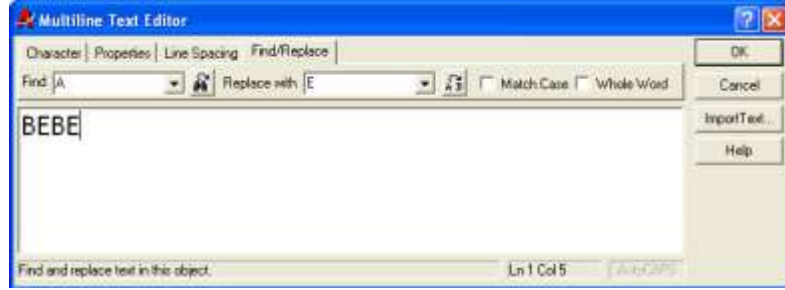 Multiline Text Editor
Character Properties Line Spacing Find/Replace
OK
Find A Replace with E Match Case Whole Word
Cancel
BEBE
ImportText...
Help
Find and replace text in this object. Ln 1 Col 5 AutoCAPS